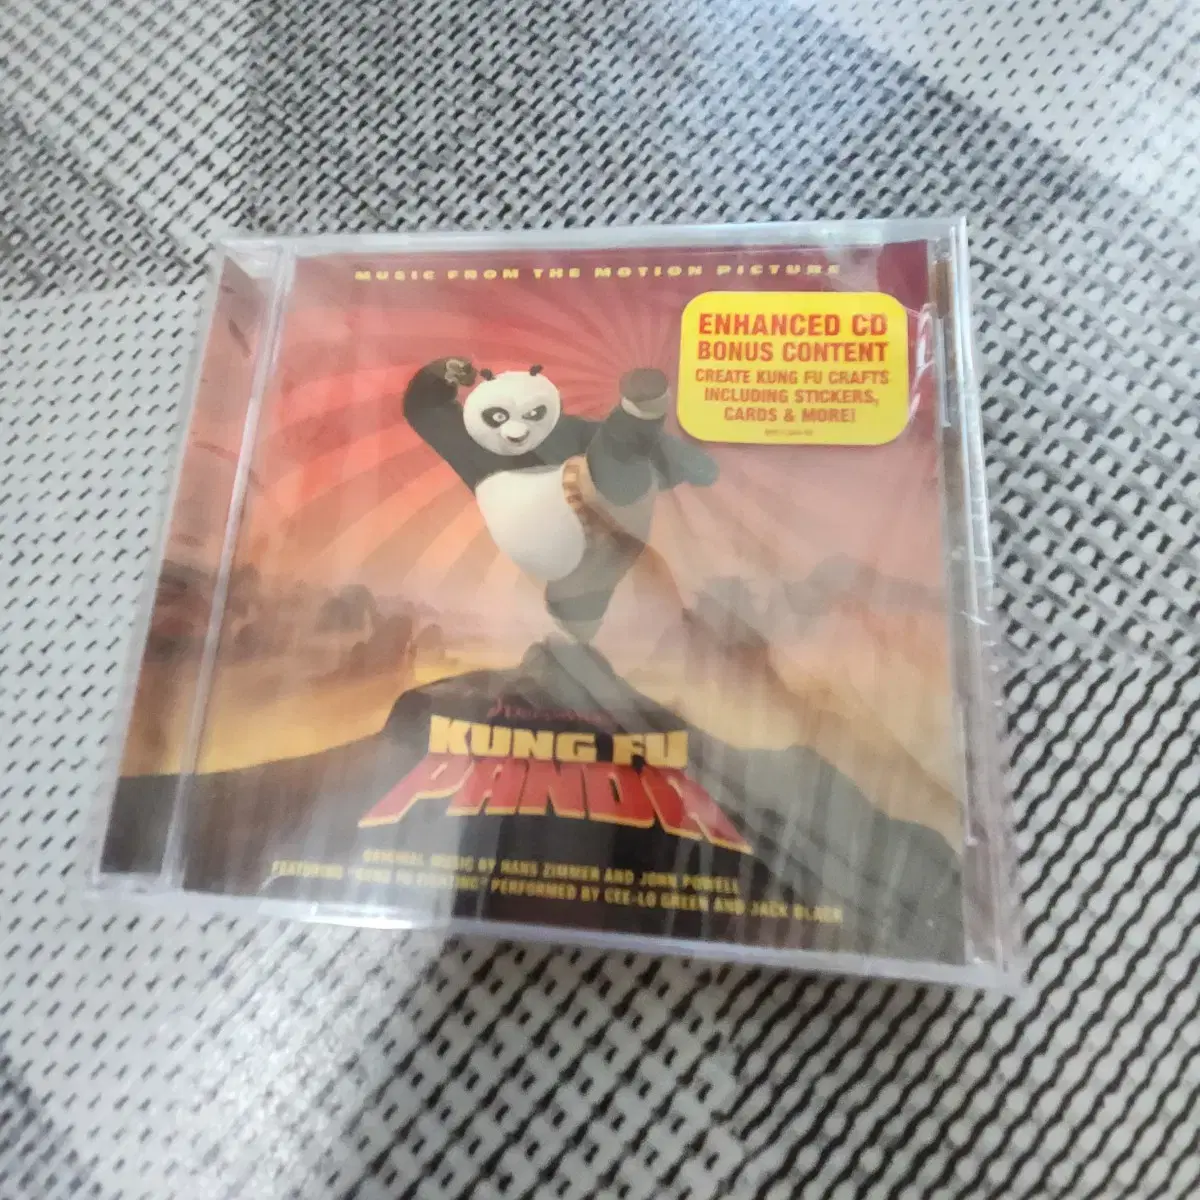 MUSIC FROM THE MOTION PICTURE
ENHANCED CD
BONUS CONTENT
CREATE KUNG FU CRAFTS
INCLUDING STICKERS,
CARDS & MORE!
KUNG FU
PANDA
ORIGINAL MUSIC BY HANS ZIMMER AND JOHN POWELL
FEATURING "KUNG FU FIGHTING" PERFORMED BY CEE-LO GREEN AND JACK BLACK